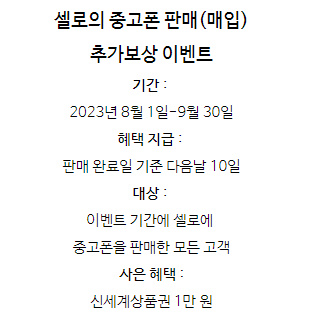 셀로의 중고폰 판매(매입)
추가보상 이벤트
기간 :
2023년 8월 1일-9월 30일
혜택 지급 :
판매 완료일 기준 다음날 10일
대상 :
이벤트 기간에 셀로에
중고폰을 판매한 모든 고객
사은 혜택 :
신세계상품권 1만 원